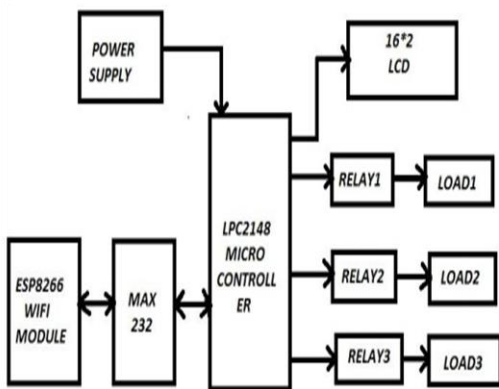 POWER
SUPPLY
16*2
LCD
RELAY1
LOAD1
LPC2148
MICRO
CONTROLL
ER
RELAY2
LOAD2
ESP8266
WIFI
MODULE
MAX
232
RELAY3
LOAD3